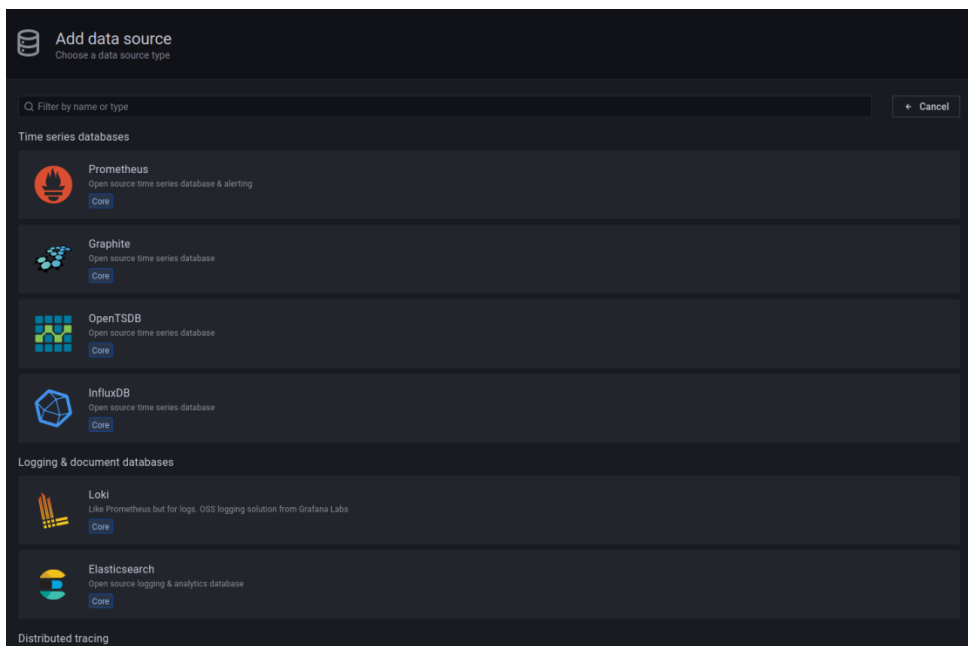 Add data source
Choose a data source type
Filter by name or type
← Cancel
Time series databases
Prometheus
Open source time series database & alerting
Core
Graphite
Open source time series database
Core
OpenTSDB
Open source time series database
Core
InfluxDB
Open source time series database
Core
Logging & document databases
Loki
Like Prometheus but for logs. OSS logging solution from Grafana Labs
Core
Elasticsearch
Open source logging & analytics database
Core
Distributed tracing